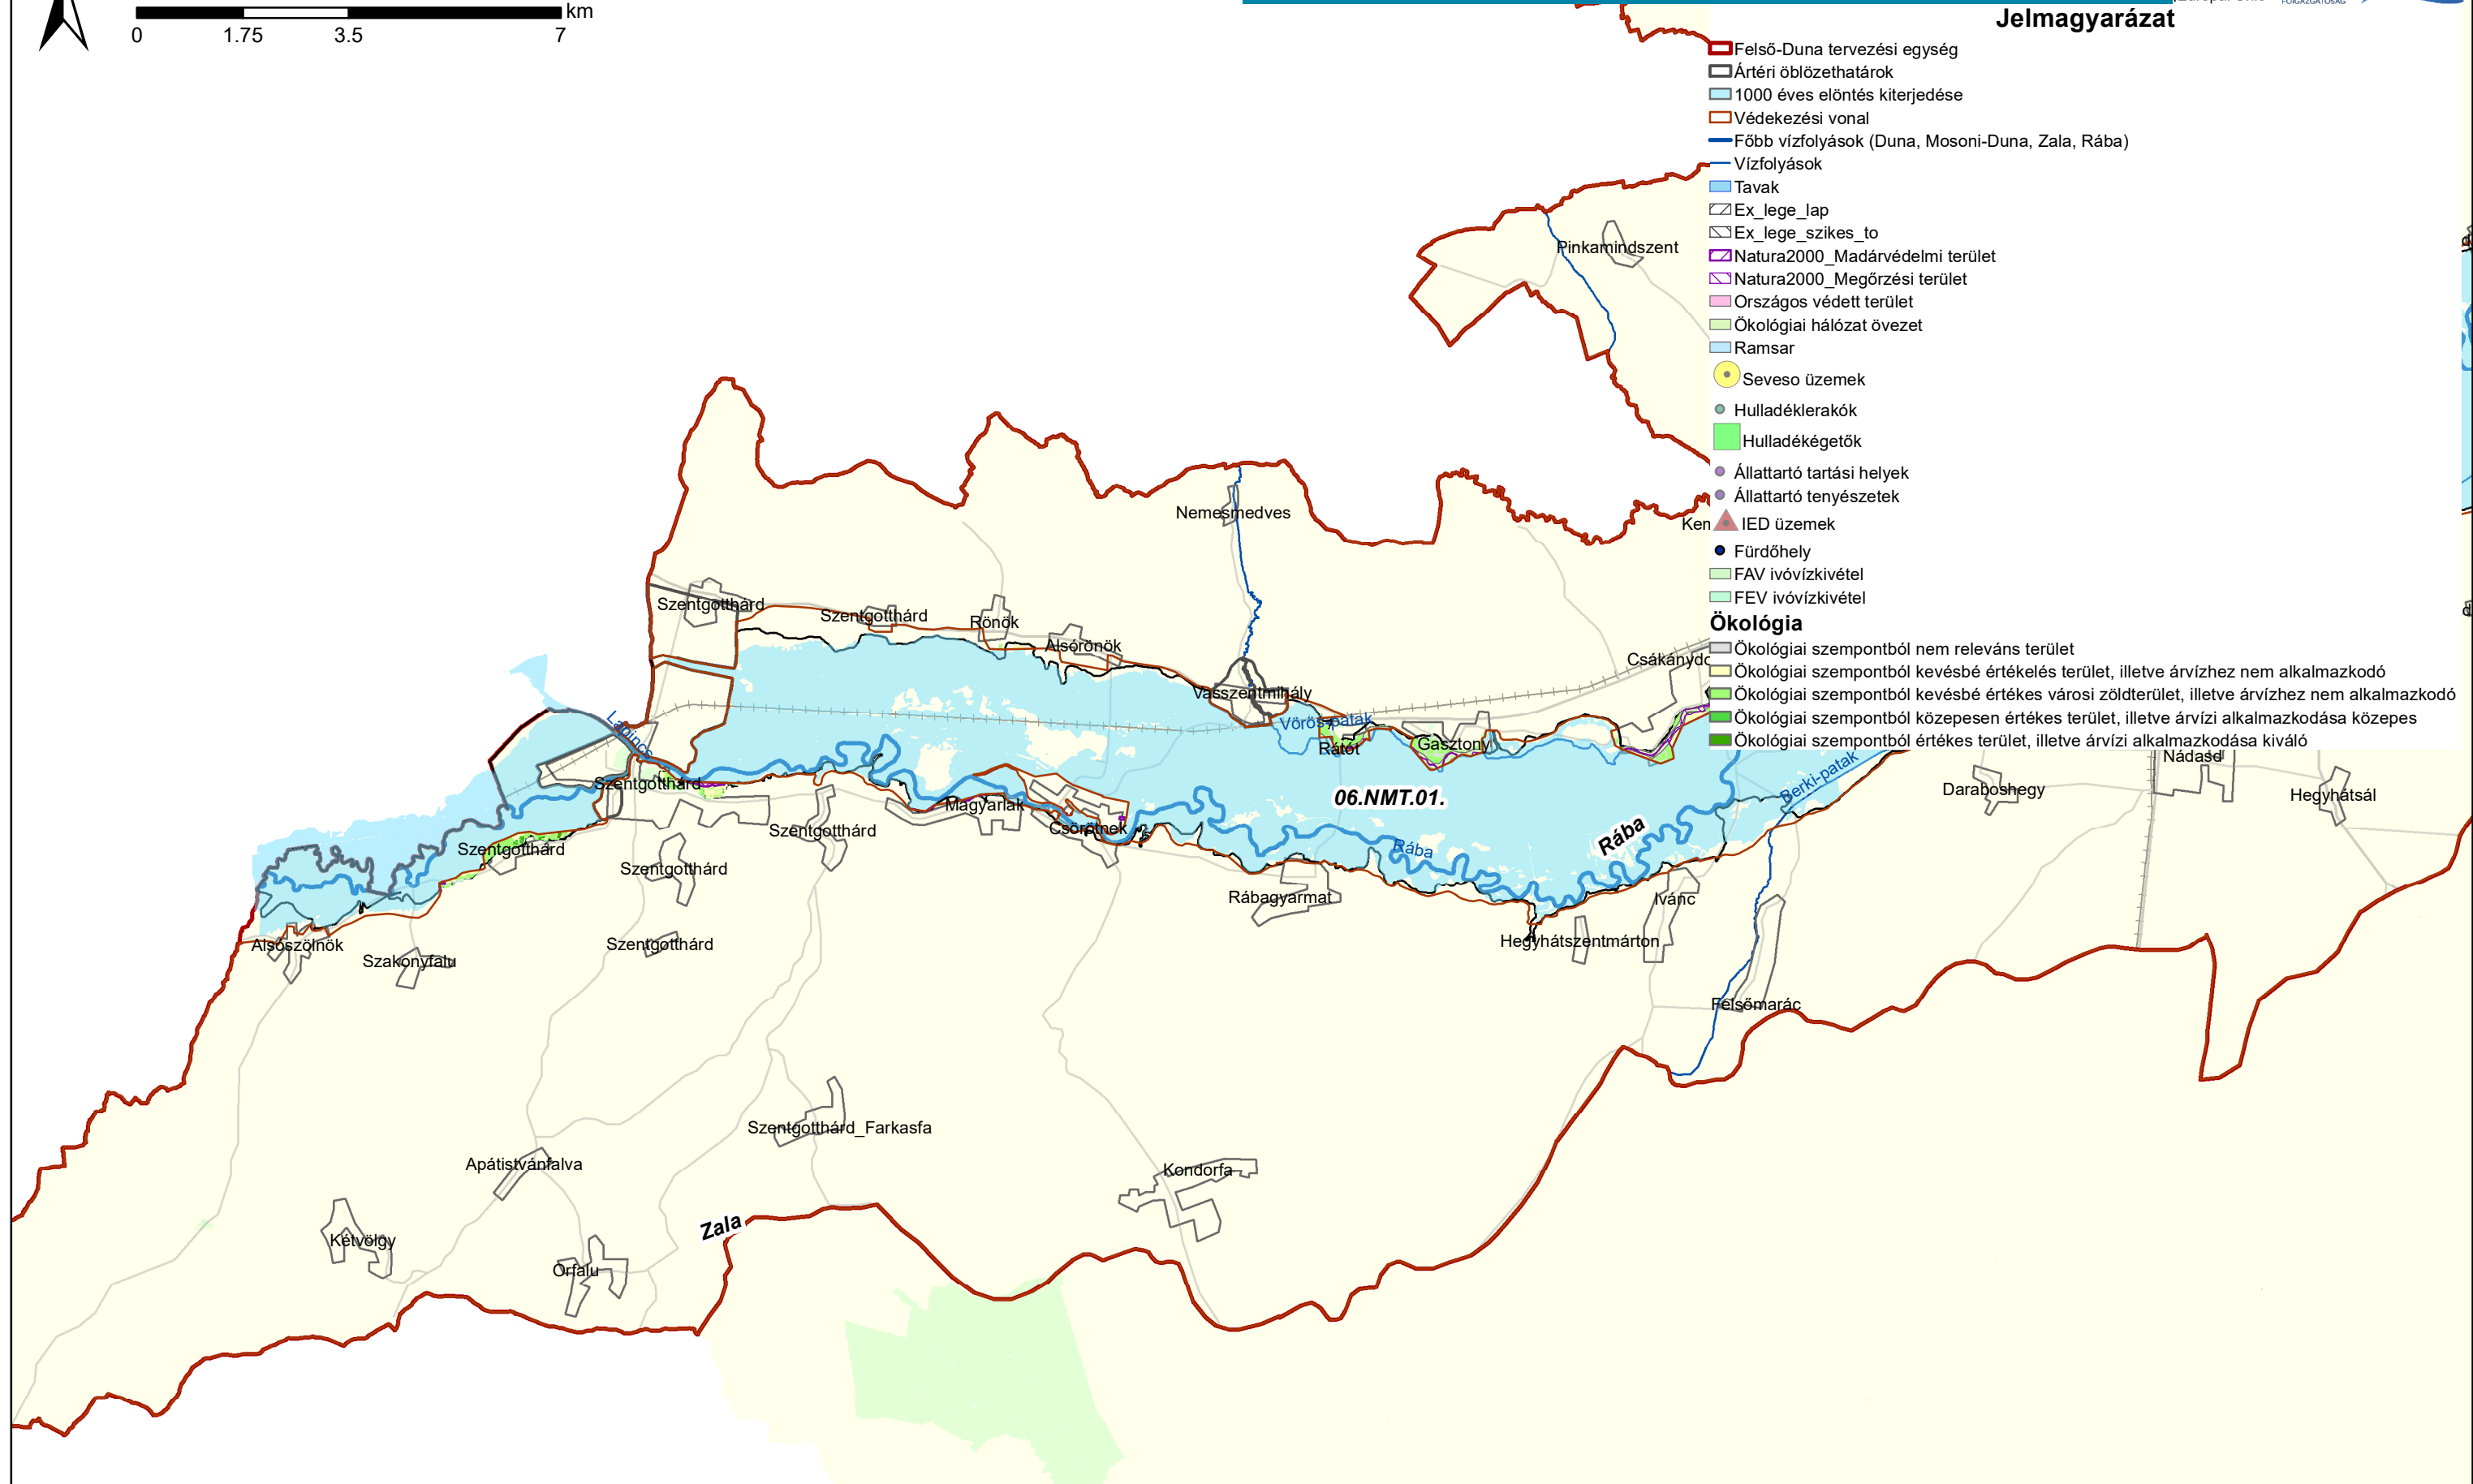 km
0 1.75 3.5 7
FŐIGAZGATÓSÁG
Jelmagyarázat
Felső-Duna tervezési egység
Ártéri öblözethatárok
1000 éves elöntés kiterjedése
Védekezési vonal
Főbb vízfolyások (Duna, Mosoni-Duna, Zala, Rába)
Vízfolyások
Tavak
Ex_lege_lap
Ex_lege_szikes_to
Natura2000_Madárvédelmi terület
Natura2000_Megőrzési terület
Országos védett terület
Ökológiai hálózat övezet
Ramsar
Seveso üzemek
Hulladéklerakók
Hulladékégetők
Állattartó tartási helyek
Állattartó tenyészetek
IED üzemek
Fürdőhely
FAV ivóvízkivétel
FEV ivóvízkivétel
Ökológia
Ökológiai szempontból nem releváns terület
Ökológiai szempontból kevésbé értékelés terület, illetve árvízhez nem alkalmazkodó
Ökológiai szempontból kevésbé értékes városi zöldterület, illetve árvízhez nem alkalmazkodó
Ökológiai szempontból közepesen értékes terület, illetve árvízi alkalmazkodása közepes
Ökológiai szempontból értékes terület, illetve árvízi alkalmazkodása kiváló
Pinkamindszent
Nemesmedves
Ken
Szentgotthárd
Szentgotthárd
Rönök
Alsórönök
Csákánydo
Vasszentmihály
Lapincs
Vörös-patak
Rátót
Gasztony
Nádasd
Szentgotthárd
Berki-patak
Daraboshegy
Hegyhátsál
06.NMT.01.
Magyarlak
Csörötnek
Szentgotthárd
Rába
Rába
Szentgotthárd
Szentgotthárd
Rábagyarmat
Ivánc
Alsószölnök
Szakonyfalu
Szentgotthárd
Hegyhátszentmárton
Felsőmarác
Szentgotthárd_Farkasfa
Apátistvánfalva
Kondorfa
Zala
Kétvölgy
Orfalu